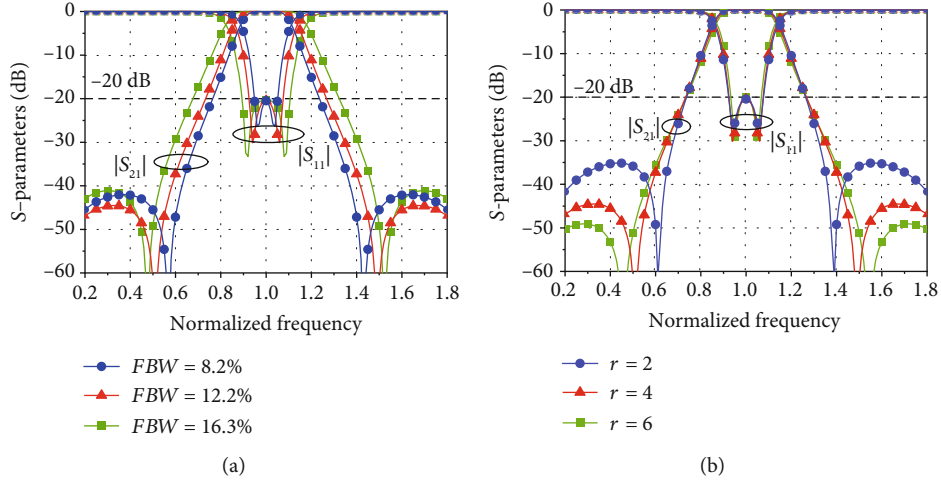 0
−10
−20
−30
−40
−50
−60
S–parameters (dB)
−20 dB
|S21|
|S11|
0.2 0.4 0.6 0.8 1.0 1.2 1.4 1.6 1.8
Normalized frequency
FBW = 8.2%
FBW = 12.2%
FBW = 16.3%
(a)
0
−10
−20
−30
−40
−50
−60
S-parameters (dB)
−20 dB
|S21|
|S11|
0.2 0.4 0.6 0.8 1.0 1.2 1.4 1.6 1.8
Normalized frequency
r = 2
r = 4
r = 6
(b)